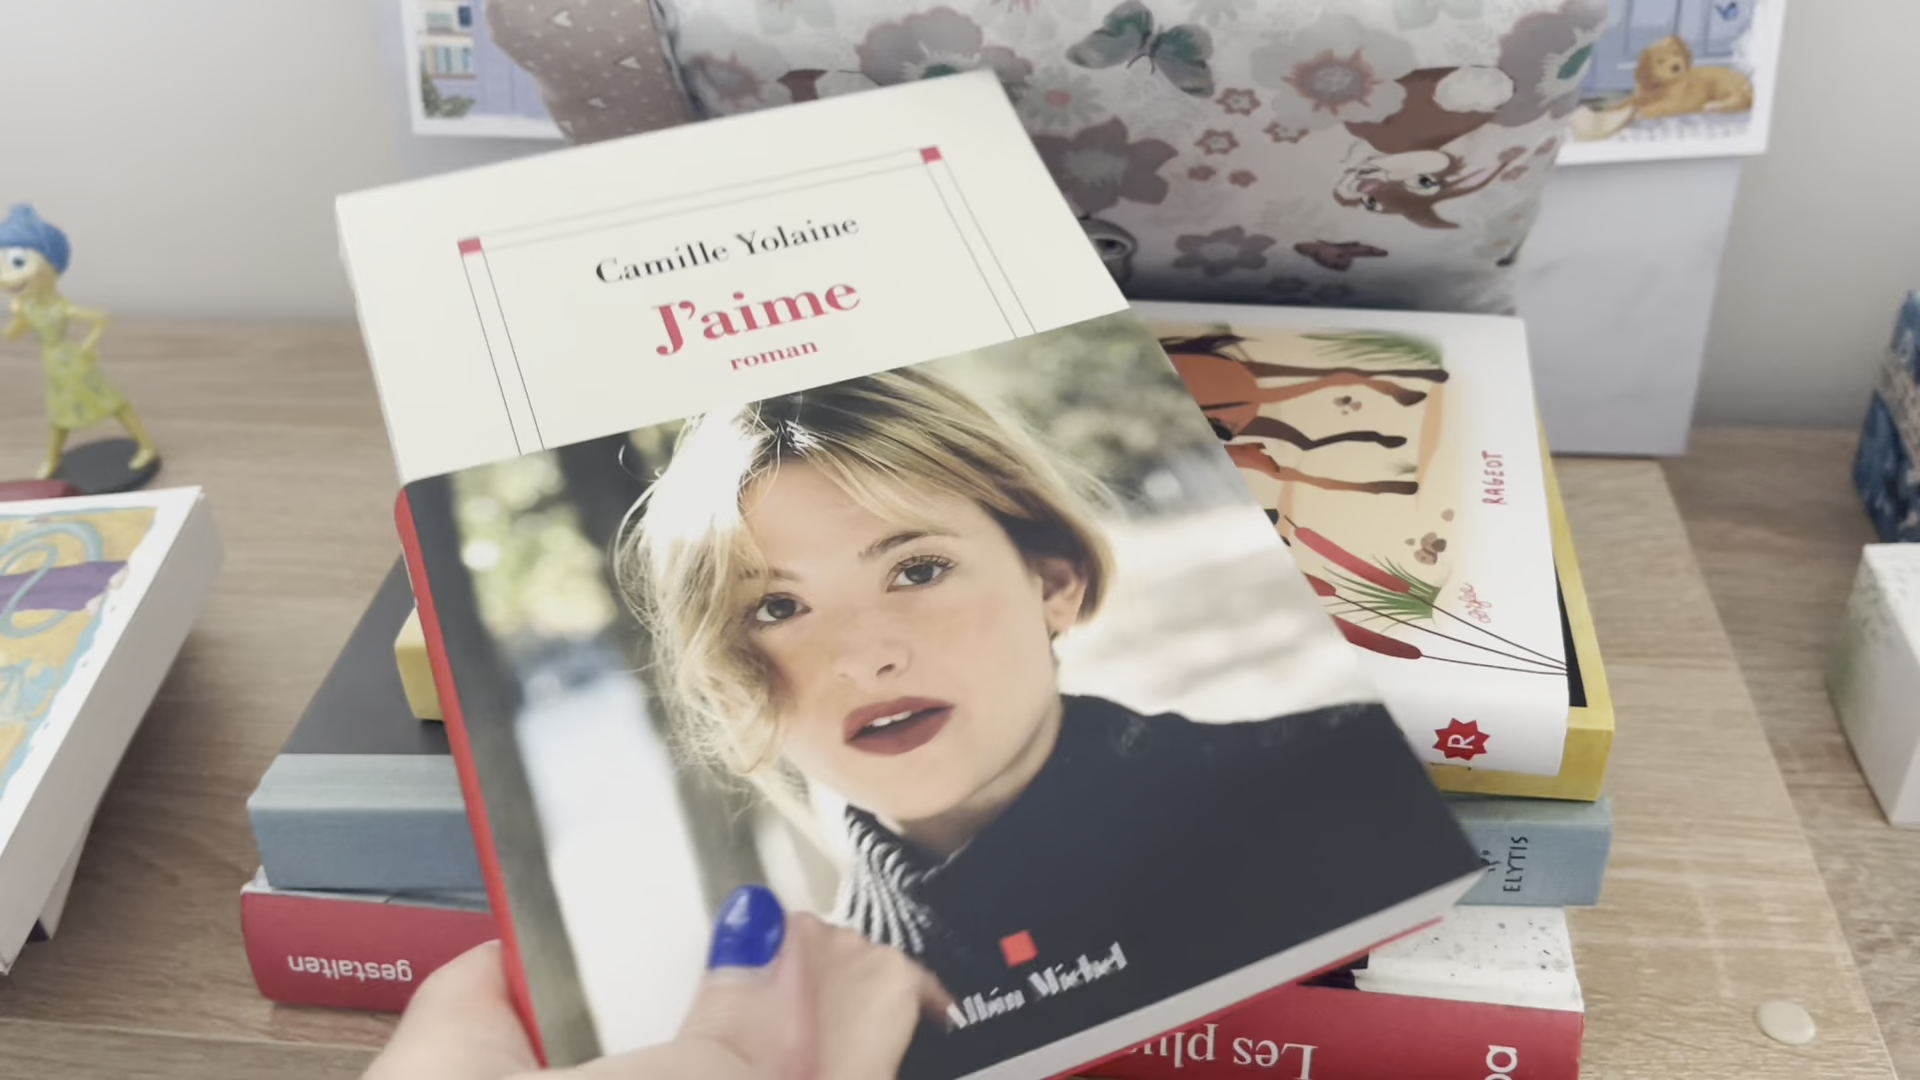 Camille Yolaine
J'aime
roman
Albin Michel
RAGEOT
R
ELYTIS
gestalten
Les plu